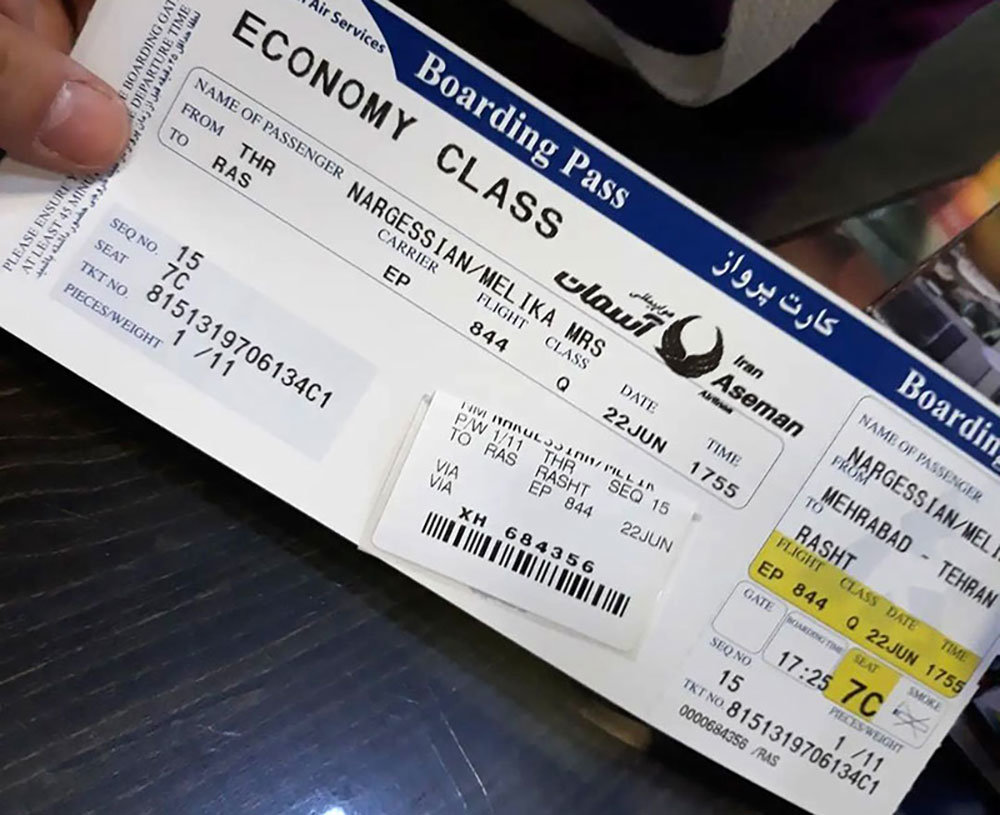 Air Services
Boarding Pass
کارت پرواز
ECONOMY CLASS
هواپیمائی
آسمان
Iran
Aseman
Airlines
NAME OF PASSENGER NARGESSIAN/MELIKA MRS
FROM THR CARRIER FLIGHT CLASS DATE TIME
TO RAS EP 844 Q 22JUN 1755
BOARDING GATE
DEPARTURE TIME
PLEASE ENSURE
AT LEAST 45
SEQ NO. 15
SEAT 7C
TKT NO. 8151319706134C1
PIECES/WEIGHT 1 /11
P/W 1/11 THR SEQ 15
TO RAS RASHT
VIA EP 844 22JUN
VIA
XH 684356
Boarding
NAME OF PASSENGER
NARGESSIAN/MELI
FROM
MEHRABAD - TEHRAN
TO
RASHT
FLIGHT CLASS DATE TIME
EP 844 Q 22JUN 1755
GATE BOARDING TIME SEAT SMOKE
17:25 7C
SEQ NO PIECES/WEIGHT
15 1 /11
TKT NO. 8151319706134C1
0000684356 /RAS